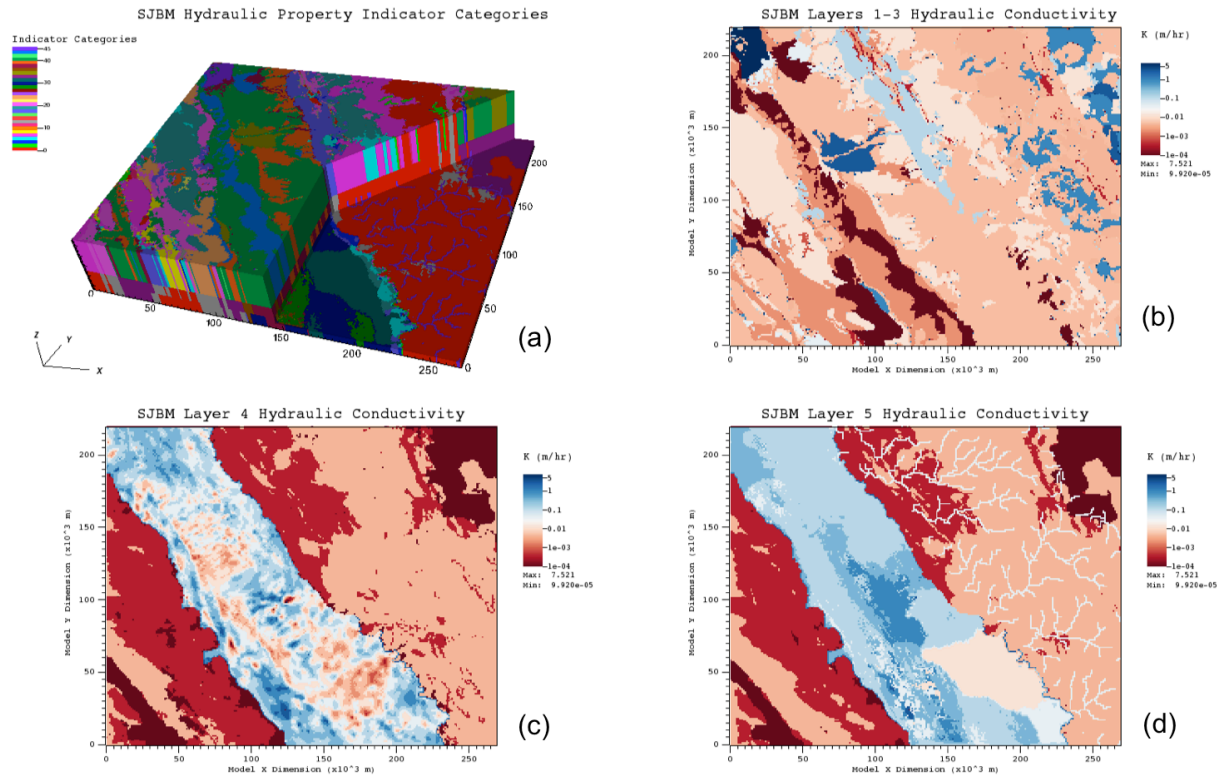 SJBM Hydraulic Property Indicator Categories
Indicator Categories
45
40
30
20
10
0
200
150
100
50
0
0
50
100
150
200
250
Z
Y
X
(a)
SJBM Layers 1-3 Hydraulic Conductivity
K (m/hr)
5
0.1
0.01
1e-03
1e-04
Max: 7.521
Min: 9.920e-05
Model Y Dimension (x10^3 m)
200
150
100
50
0
0
50
100
150
200
250
Model X Dimension (x10^3 m)
(b)
SJBM Layer 4 Hydraulic Conductivity
K (m/hr)
5
0.1
0.01
1e-03
1e-04
Max: 7.521
Min: 9.920e-05
Model Y Dimension (x10^3 m)
200
150
100
50
0
0
50
100
150
200
250
Model X Dimension (x10^3 m)
(c)
SJBM Layer 5 Hydraulic Conductivity
K (m/hr)
5
0.1
0.01
1e-03
1e-04
Max: 7.521
Min: 9.920e-05
Model Y Dimension (x10^3 m)
200
150
100
50
0
0
50
100
150
200
250
Model X Dimension (x10^3 m)
(d)